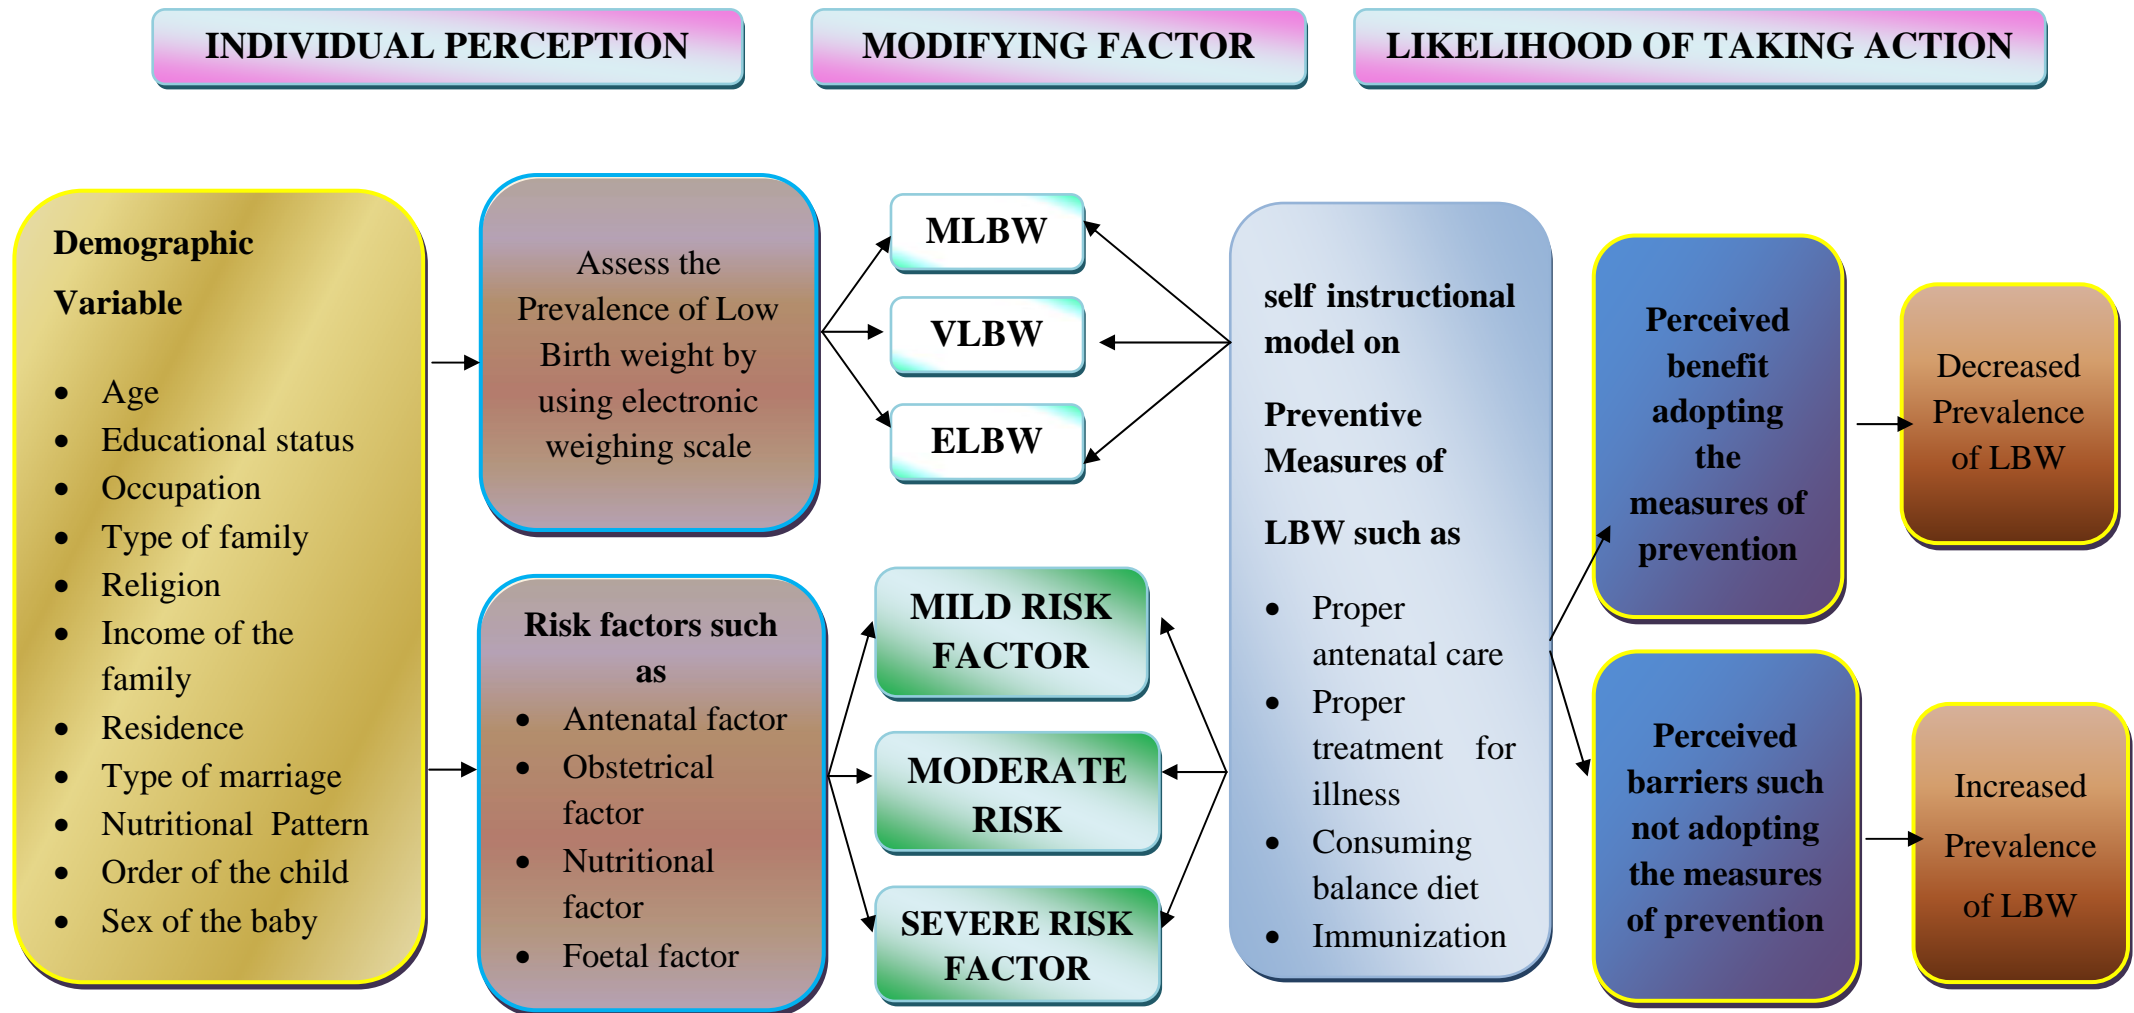 INDIVIDUAL PERCEPTION
MODIFYING FACTOR
LIKELIHOOD OF TAKING ACTION
Demographic
Variable
• Age
• Educational status
• Occupation
• Type of family
• Religion
• Income of the
family
• Residence
• Type of marriage
• Nutritional Pattern
• Order of the child
• Sex of the baby
Assess the
Prevalence of Low
Birth weight by
using electronic
weighing scale
Risk factors such
as
• Antenatal factor
• Obstetrical
factor
• Nutritional
factor
• Foetal factor
MLBW
VLBW
ELBW
MILD RISK
FACTOR
MODERATE
RISK
SEVERE RISK
FACTOR
self instructional
model on
Preventive
Measures of
LBW such as
• Proper
antenatal care
• Proper
treatment for
illness
• Consuming
balance diet
• Immunization
Perceived
benefit
adopting
the
measures of
prevention
Perceived
barriers such
not adopting
the measures
of prevention
Decreased
Prevalence
of LBW
Increased
Prevalence
of LBW